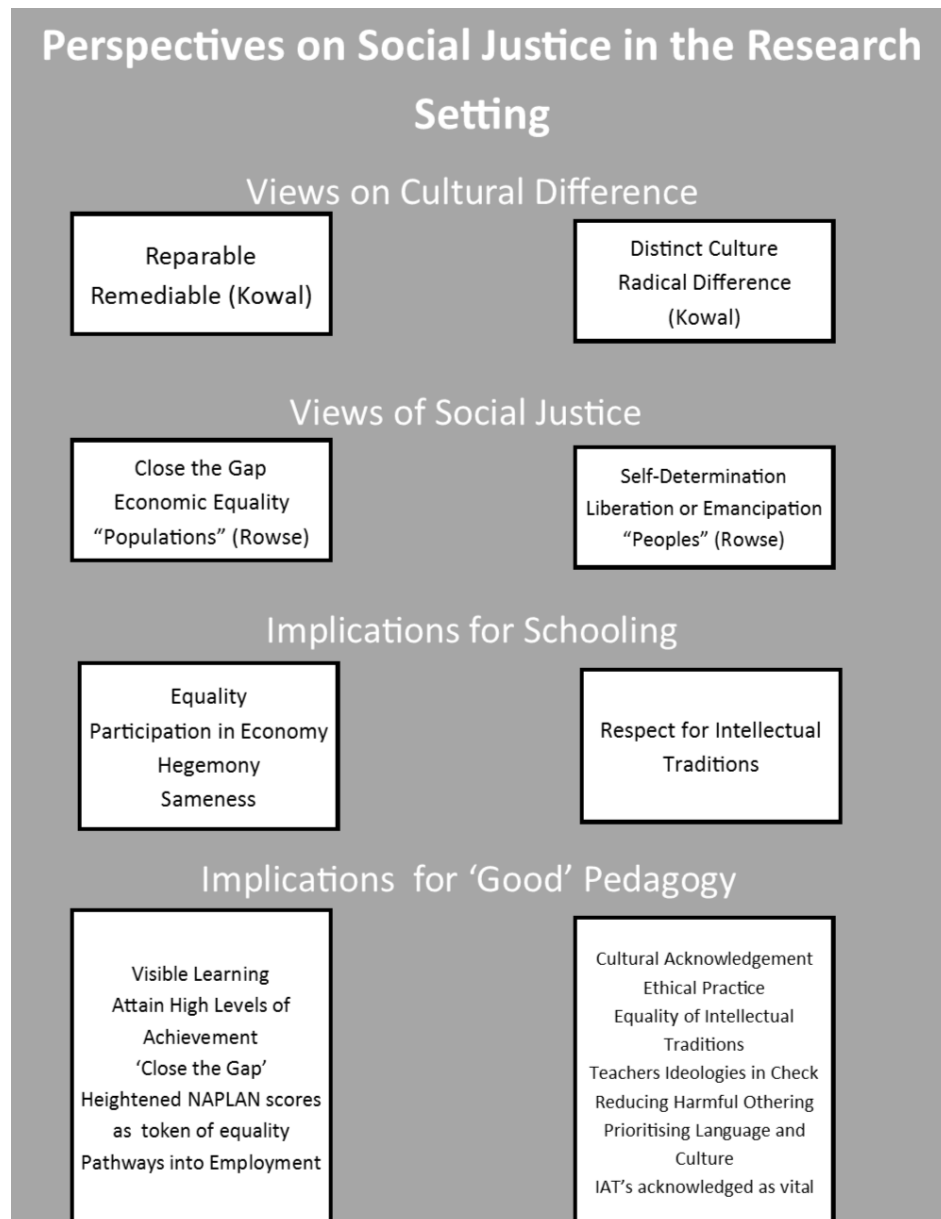 Perspectives on Social Justice in the Research
Setting
Views on Cultural Difference
Reparable
Remediable (Kowal)
Distinct Culture
Radical Difference
(Kowal)
Views of Social Justice
Close the Gap
Economic Equality
“Populations” (Rowse)
Self-Determination
Liberation or Emancipation
“Peoples” (Rowse)
Implications for Schooling
Equality
Participation in Economy
Hegemony
Sameness
Respect for Intellectual
Traditions
Implications for ‘Good’ Pedagogy
Visible Learning
Attain High Levels of
Achievement
‘Close the Gap’
Heightened NAPLAN scores
as token of equality
Pathways into Employment
Cultural Acknowledgement
Ethical Practice
Equality of Intellectual
Traditions
Teachers Ideologies in Check
Reducing Harmful Othering
Prioritising Language and
Culture
IAT’s acknowledged as vital